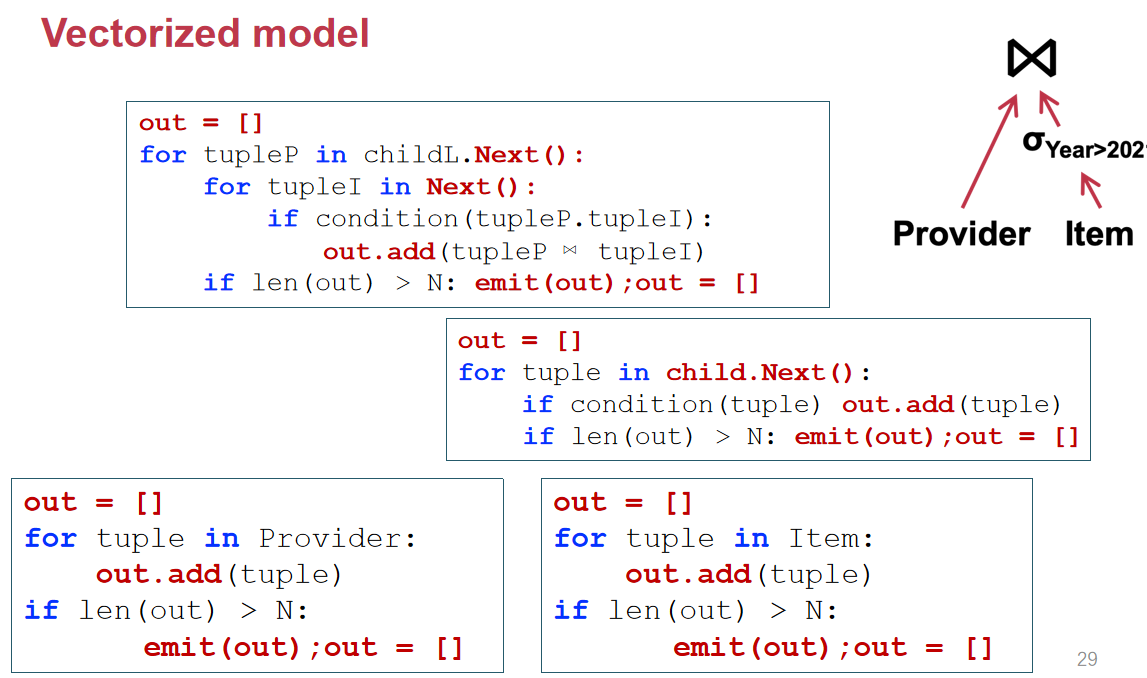 Vectorized model
out = []
for tupleP in childL.Next():
    for tupleI in Next():
        if condition(tupleP.tupleI):
            out.add(tupleP ⋈ tupleI)
    if len(out) > N: emit(out);out = []
⋈
σYear>202
Provider Item
out = []
for tuple in child.Next():
    if condition(tuple) out.add(tuple)
    if len(out) > N: emit(out);out = []
out = []
for tuple in Provider:
    out.add(tuple)
if len(out) > N:
        emit(out);out = []
out = []
for tuple in Item:
    out.add(tuple)
if len(out) > N:
        emit(out);out = []
29